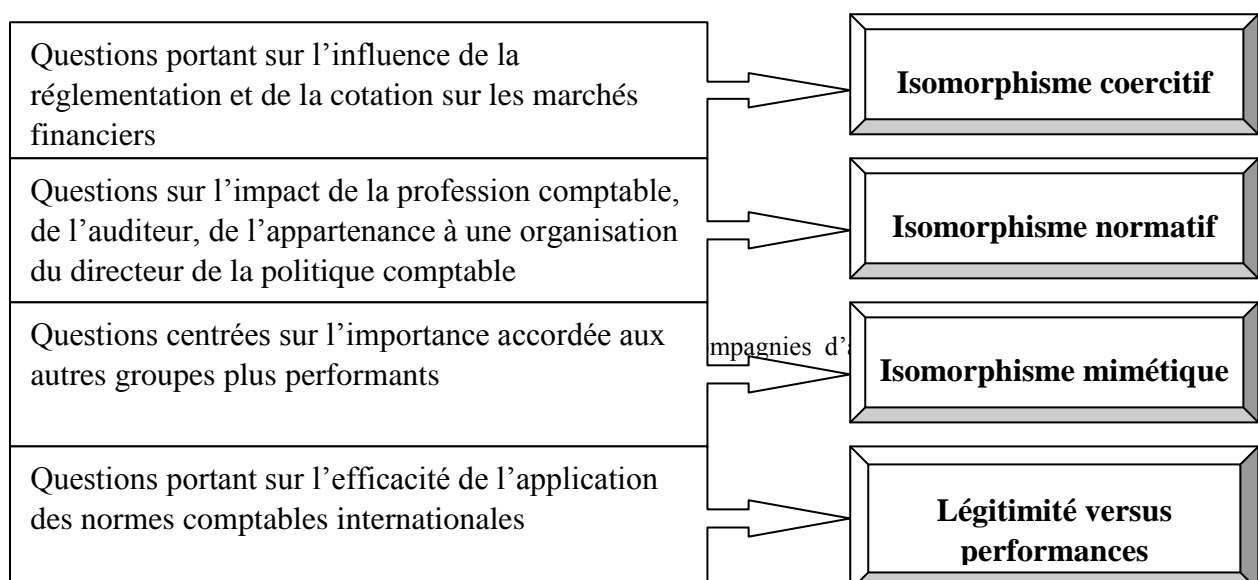 Questions portant sur l’influence de la
réglementation et de la cotation sur les marchés
financiers
Isomorphisme coercitif
Questions sur l’impact de la profession comptable,
de l’auditeur, de l’appartenance à une organisation
du directeur de la politique comptable
Isomorphisme normatif
Questions centrées sur l’importance accordée aux
autres groupes plus performants
Isomorphisme mimétique
Questions portant sur l’efficacité de l’application
des normes comptables internationales
Légitimité versus
performances